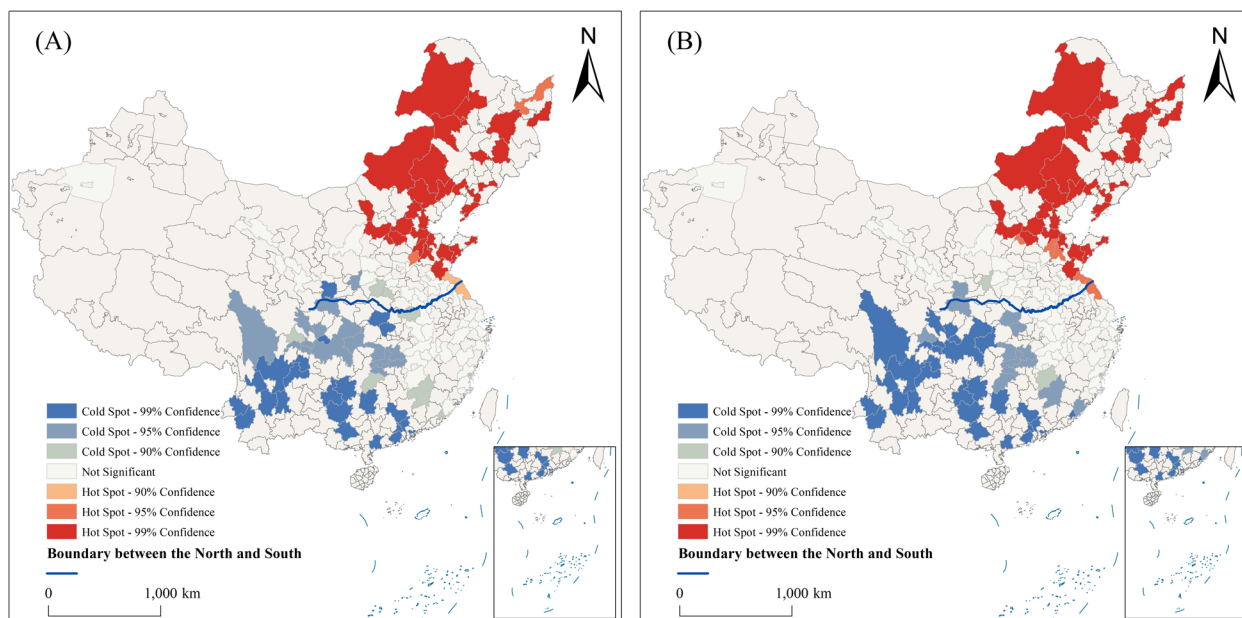 (A)
N
Cold Spot - 99% Confidence
Cold Spot - 95% Confidence
Cold Spot - 90% Confidence
Not Significant
Hot Spot - 90% Confidence
Hot Spot - 95% Confidence
Hot Spot - 99% Confidence
Boundary between the North and South
0 1,000 km
(B)
N
Cold Spot - 99% Confidence
Cold Spot - 95% Confidence
Cold Spot - 90% Confidence
Not Significant
Hot Spot - 90% Confidence
Hot Spot - 95% Confidence
Hot Spot - 99% Confidence
Boundary between the North and South
0 1,000 km